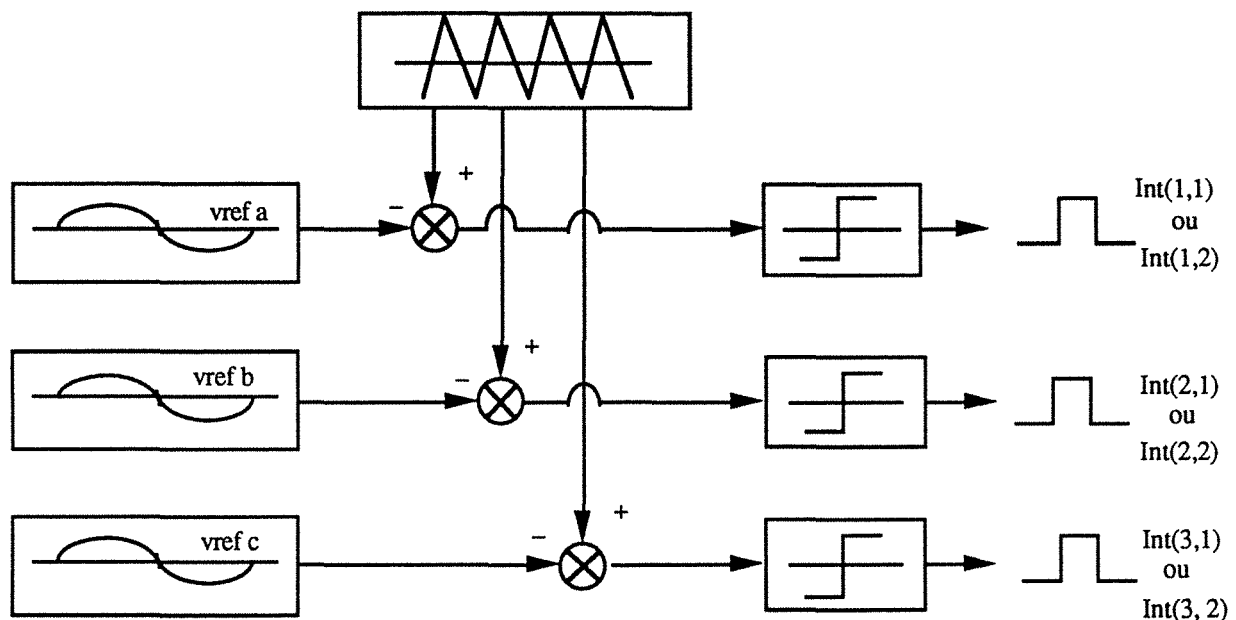 +
−
vref a
Int(1,1)
ou
Int(1,2)
+
−
vref b
Int(2,1)
ou
Int(2,2)
+
−
vref c
Int(3,1)
ou
Int(3, 2)